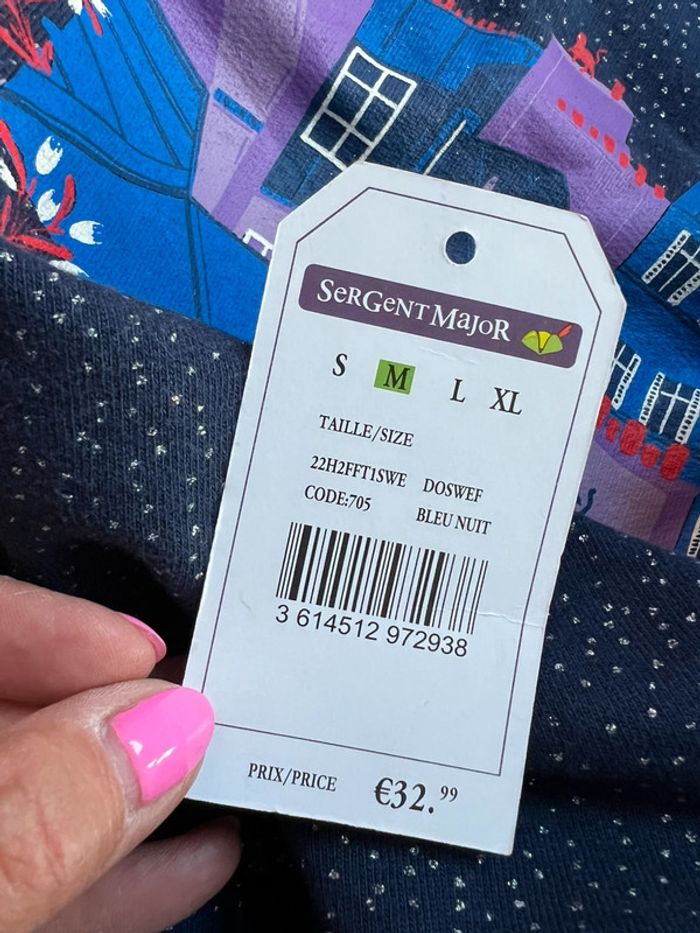 SerGent Major
S M L XL
TAILLE/SIZE
22H2FFT1SWE DOSWEF
CODE:705 BLEU NUIT
3 614512 972938
PRIX/PRICE €32.99